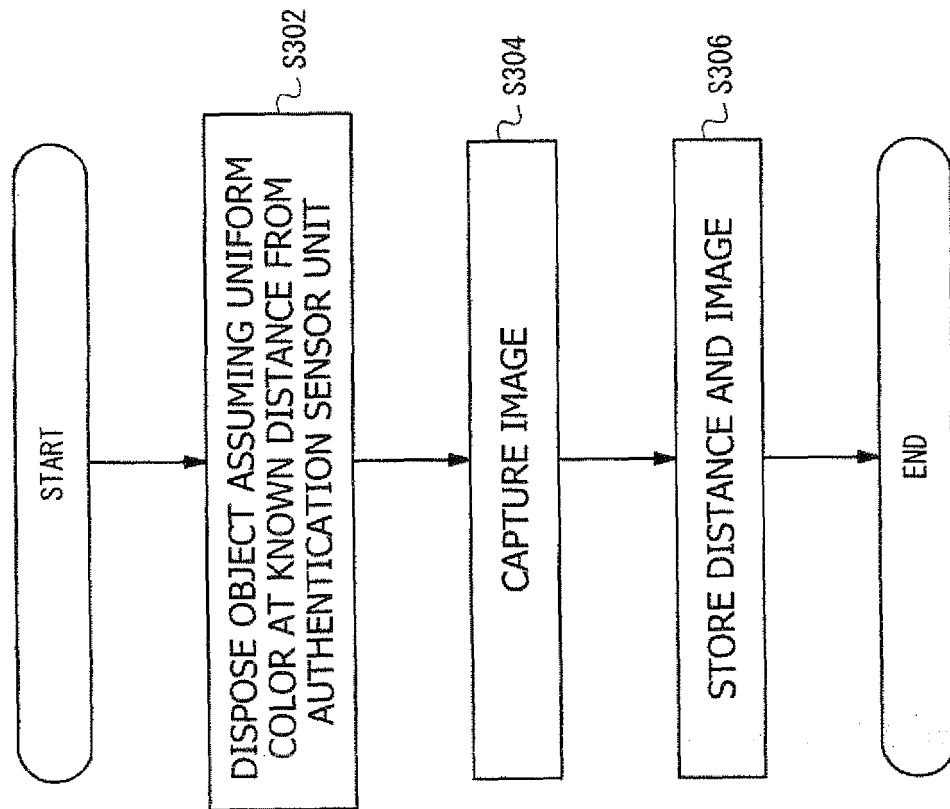 START
DISPOSE OBJECT ASSUMING UNIFORM
COLOR AT KNOWN DISTANCE FROM
AUTHENTICATION SENSOR UNIT
S302
CAPTURE IMAGE
S304
STORE DISTANCE AND IMAGE
S306
END